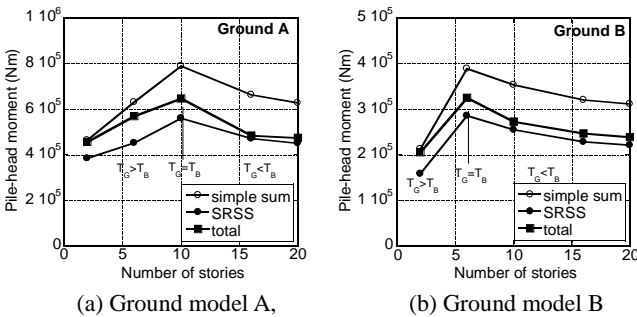 Ground A
Pile-head moment (Nm)
1 10⁶
8 10⁵
6 10⁵
4 10⁵
2 10⁵
0
T_G>T_B
T_G=T_B
T_G<T_B
simple sum
SRSS
total
0 5 10 15 20
Number of stories
(a) Ground model A,
Ground B
Pile-head moment (Nm)
5 10⁵
4 10⁵
3 10⁵
2 10⁵
1 10⁵
0
T_G>T_B
T_G=T_B
T_G<T_B
simple sum
SRSS
total
0 5 10 15 20
Number of stories
(b) Ground model B